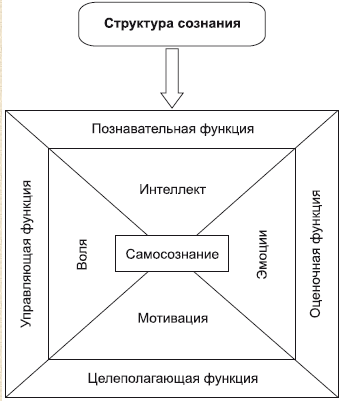 Структура сознания
Познавательная функция
Управляющая функция
Интеллект
Воля
Самосознание
Эмоции
Оценочная функция
Мотивация
Целеполагающая функция